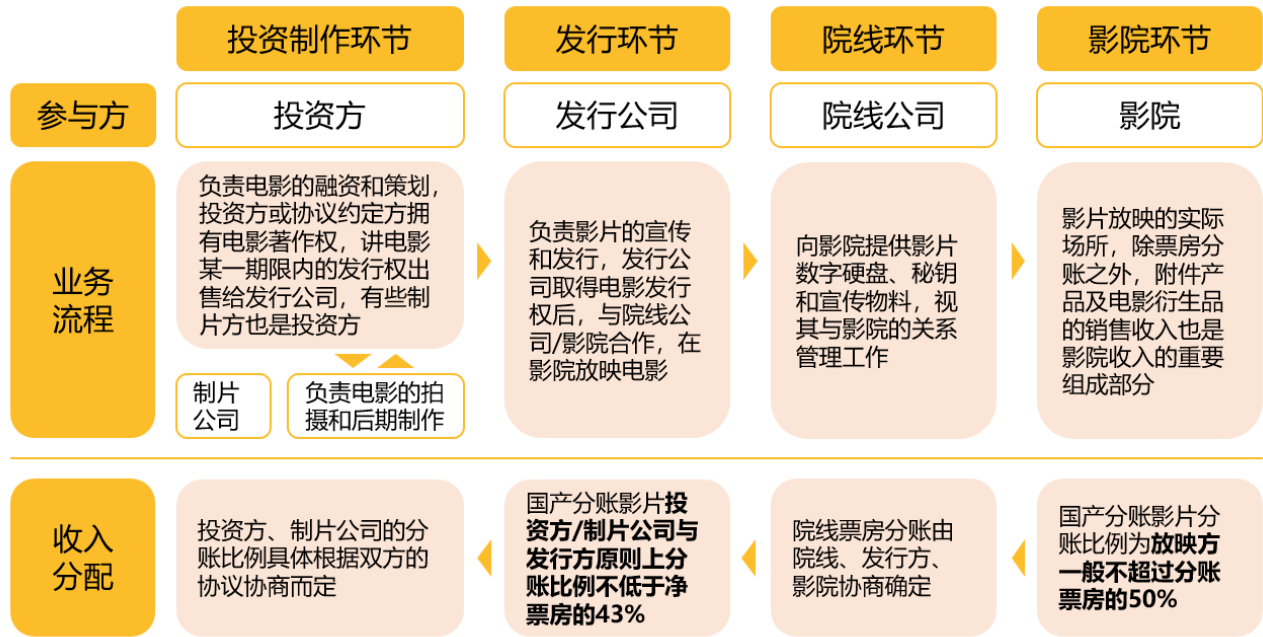 投资制作环节
发行环节
院线环节
影院环节
参与方
投资方
发行公司
院线公司
影院
业务
流程
负责电影的融资和策划，
投资方或协议约定方拥
有电影著作权，讲电影
某一期限内的发行权出
售给发行公司，有些制
片方也是投资方
制片
公司
负责电影的拍
摄和后期制作
负责影片的宣传
和发行，发行公
司取得电影发行
权后，与院线公
司/影院合作，在
影院放映电影
向影院提供影片
数字硬盘、秘钥
和宣传物料，视
其与影院的关系
管理工作
影片放映的实际
场所，除票房分
账之外，附件产
品及电影衍生品
的销售收入也是
影院收入的重要
组成部分
收入
分配
投资方、制片公司的分
账比例具体根据双方的
协议协商而定
国产分账影片投
资方/制片公司与
发行方原则上分
账比例不低于净
票房的43%
院线票房分账由
院线、发行方、
影院协商确定
国产分账影片分
账比例为放映方
一般不超过分账
票房的50%